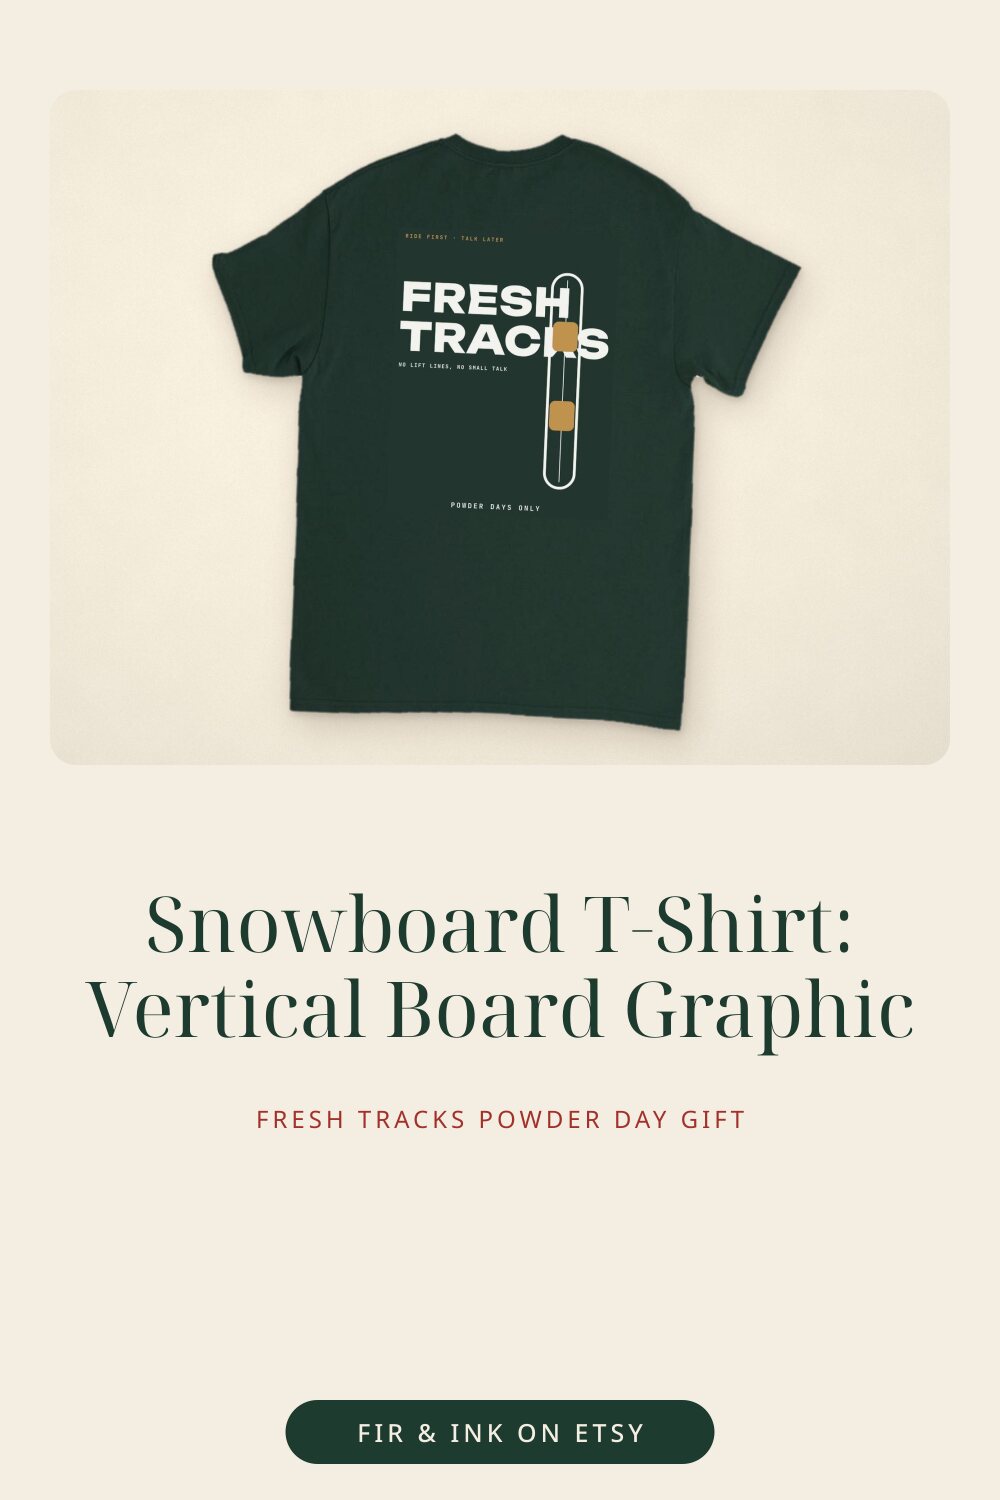 RIDE FIRST · TALK LATER
FRESH
TRACKS
NO LIFT LINES, NO SMALL TALK
POWDER DAYS ONLY
Snowboard T-Shirt:
Vertical Board Graphic
FRESH TRACKS POWDER DAY GIFT
FIR & INK ON ETSY